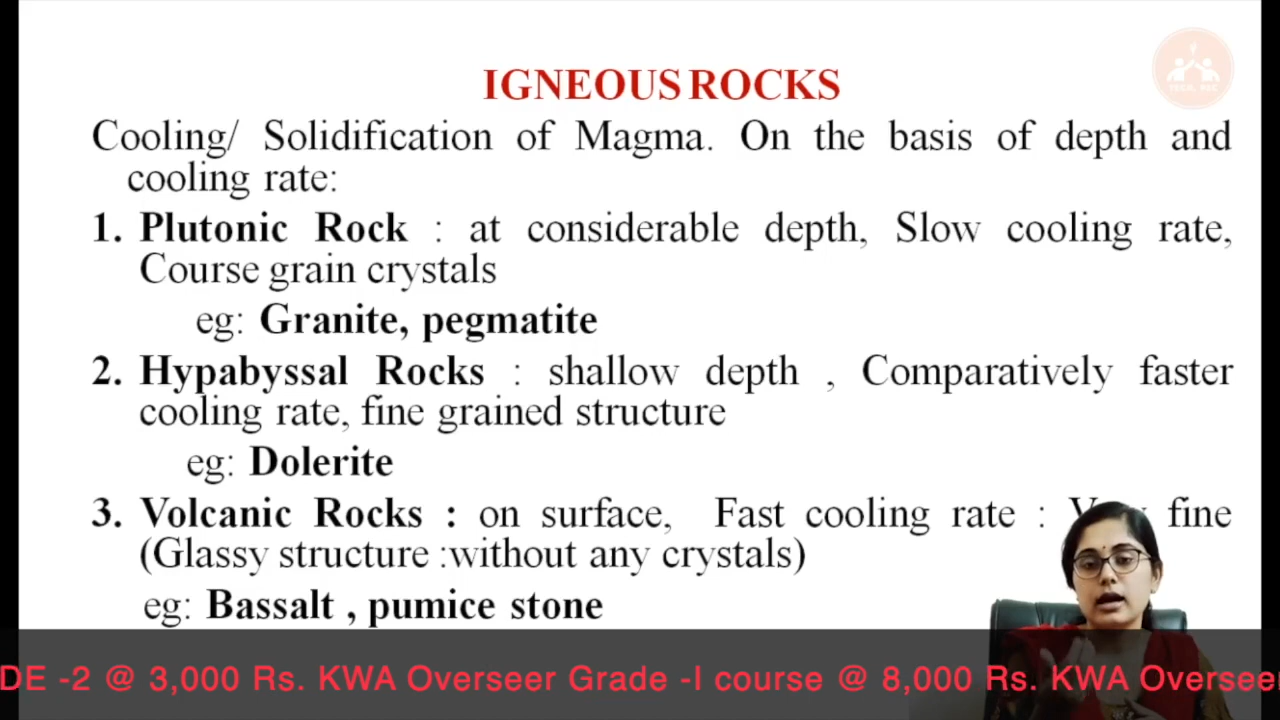 IGNEOUS ROCKS
Cooling/ Solidification of Magma. On the basis of depth and
cooling rate:
1. Plutonic Rock : at considerable depth, Slow cooling rate,
Course grain crystals
eg: Granite, pegmatite
2. Hypabyssal Rocks : shallow depth , Comparatively faster
cooling rate, fine grained structure
eg: Dolerite
3. Volcanic Rocks : on surface, Fast cooling rate : fine
(Glassy structure :without any crystals)
eg: Bassalt , pumice stone
DE -2 @ 3,000 Rs. KWA Overseer Grade -I course @ 8,000 Rs. KWA Oversee